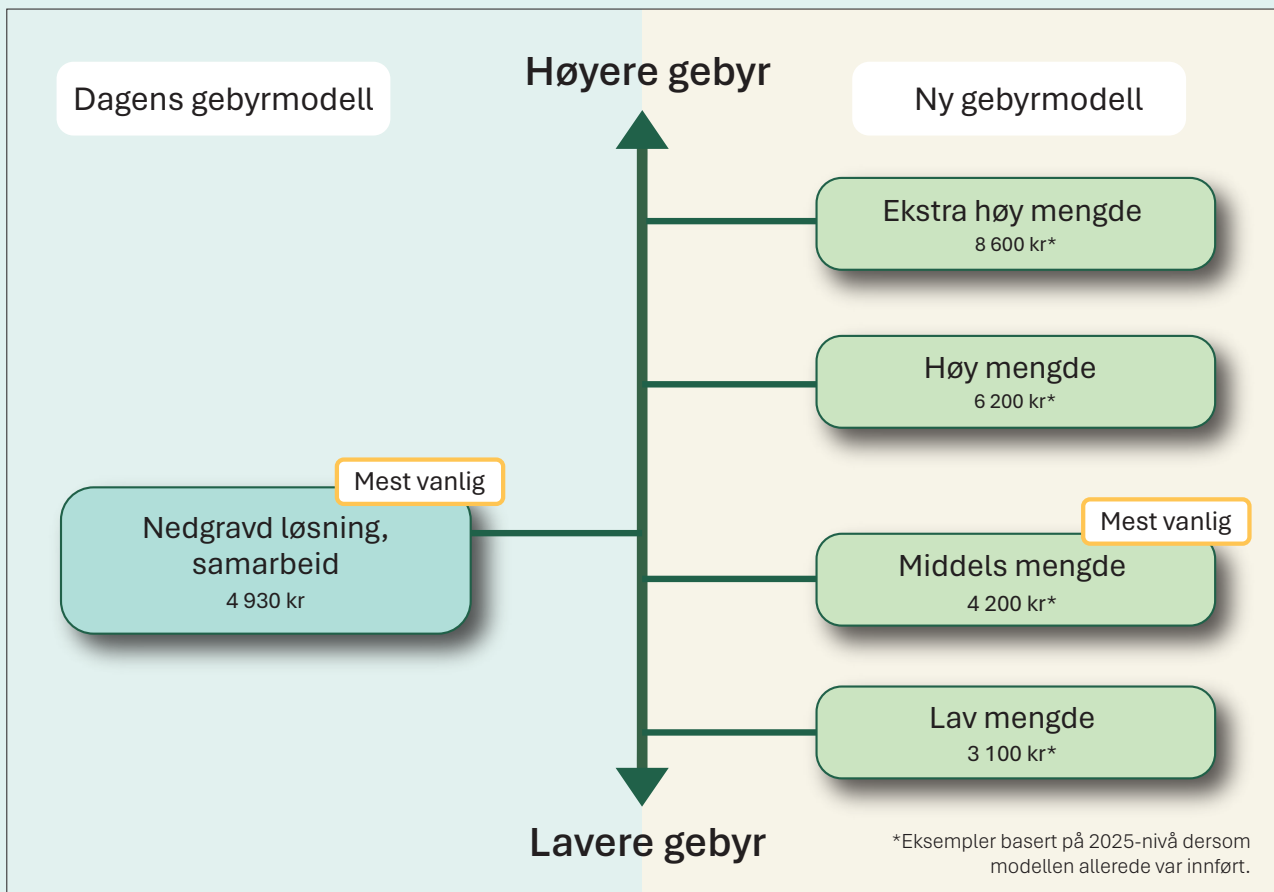 Høyere gebyr
Dagens gebyrmodell
Ny gebyrmodell
Ekstra høy mengde
8 600 kr*
Høy mengde
6 200 kr*
Mest vanlig
Nedgravd løsning,
samarbeid
4 930 kr
Mest vanlig
Middels mengde
4 200 kr*
Lav mengde
3 100 kr*
Lavere gebyr
*Eksempler basert på 2025-nivå dersom
modellen allerede var innført.